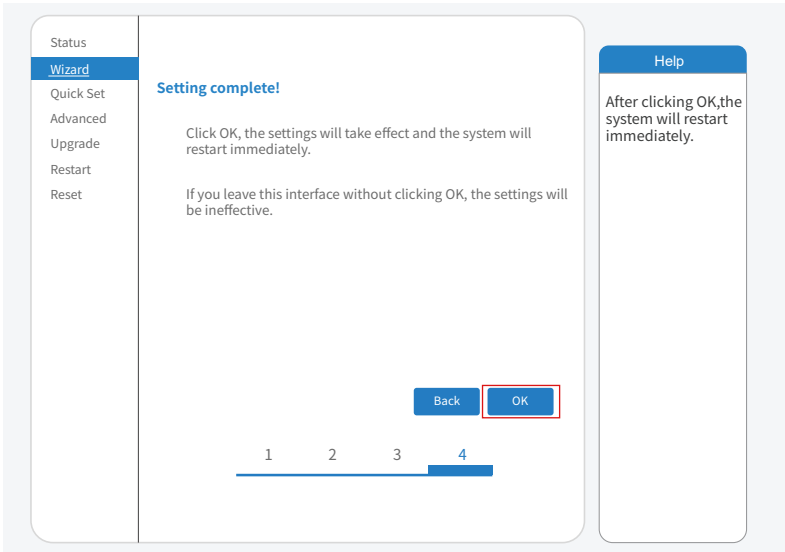 Status
Wizard
Quick Set
Advanced
Upgrade
Restart
Reset
Setting complete!
Click OK, the settings will take effect and the system will
restart immediately.
If you leave this interface without clicking OK, the settings will
be ineffective.
Back
OK
1 2 3 4
Help
After clicking OK,the
system will restart
immediately.